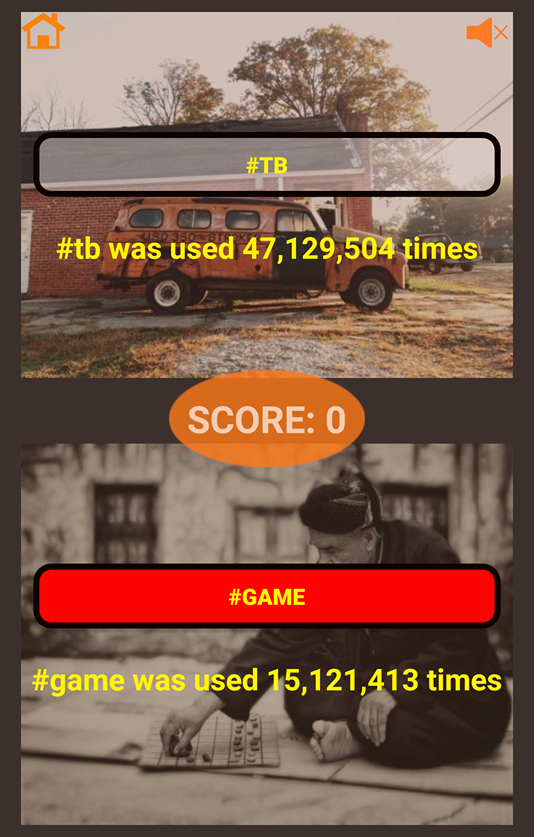 #TB
#tb was used 47,129,504 times
SCORE: 0
#GAME
#game was used 15,121,413 times